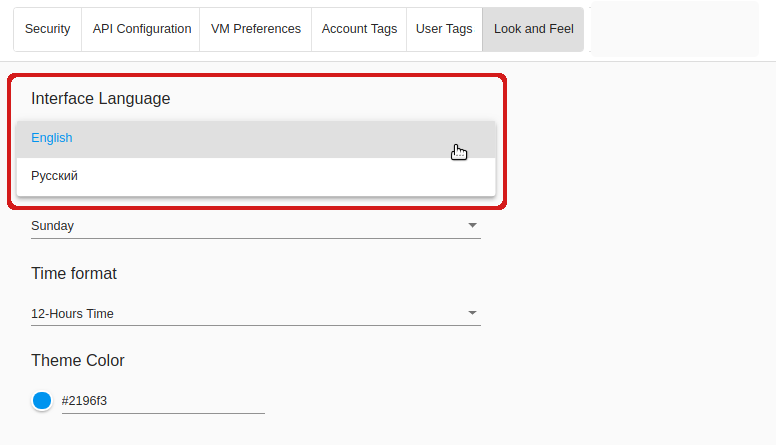 Security API Configuration VM Preferences Account Tags User Tags Look and Feel
Interface Language
English
Русский
Sunday
Time format
12-Hours Time
Theme Color
#2196f3